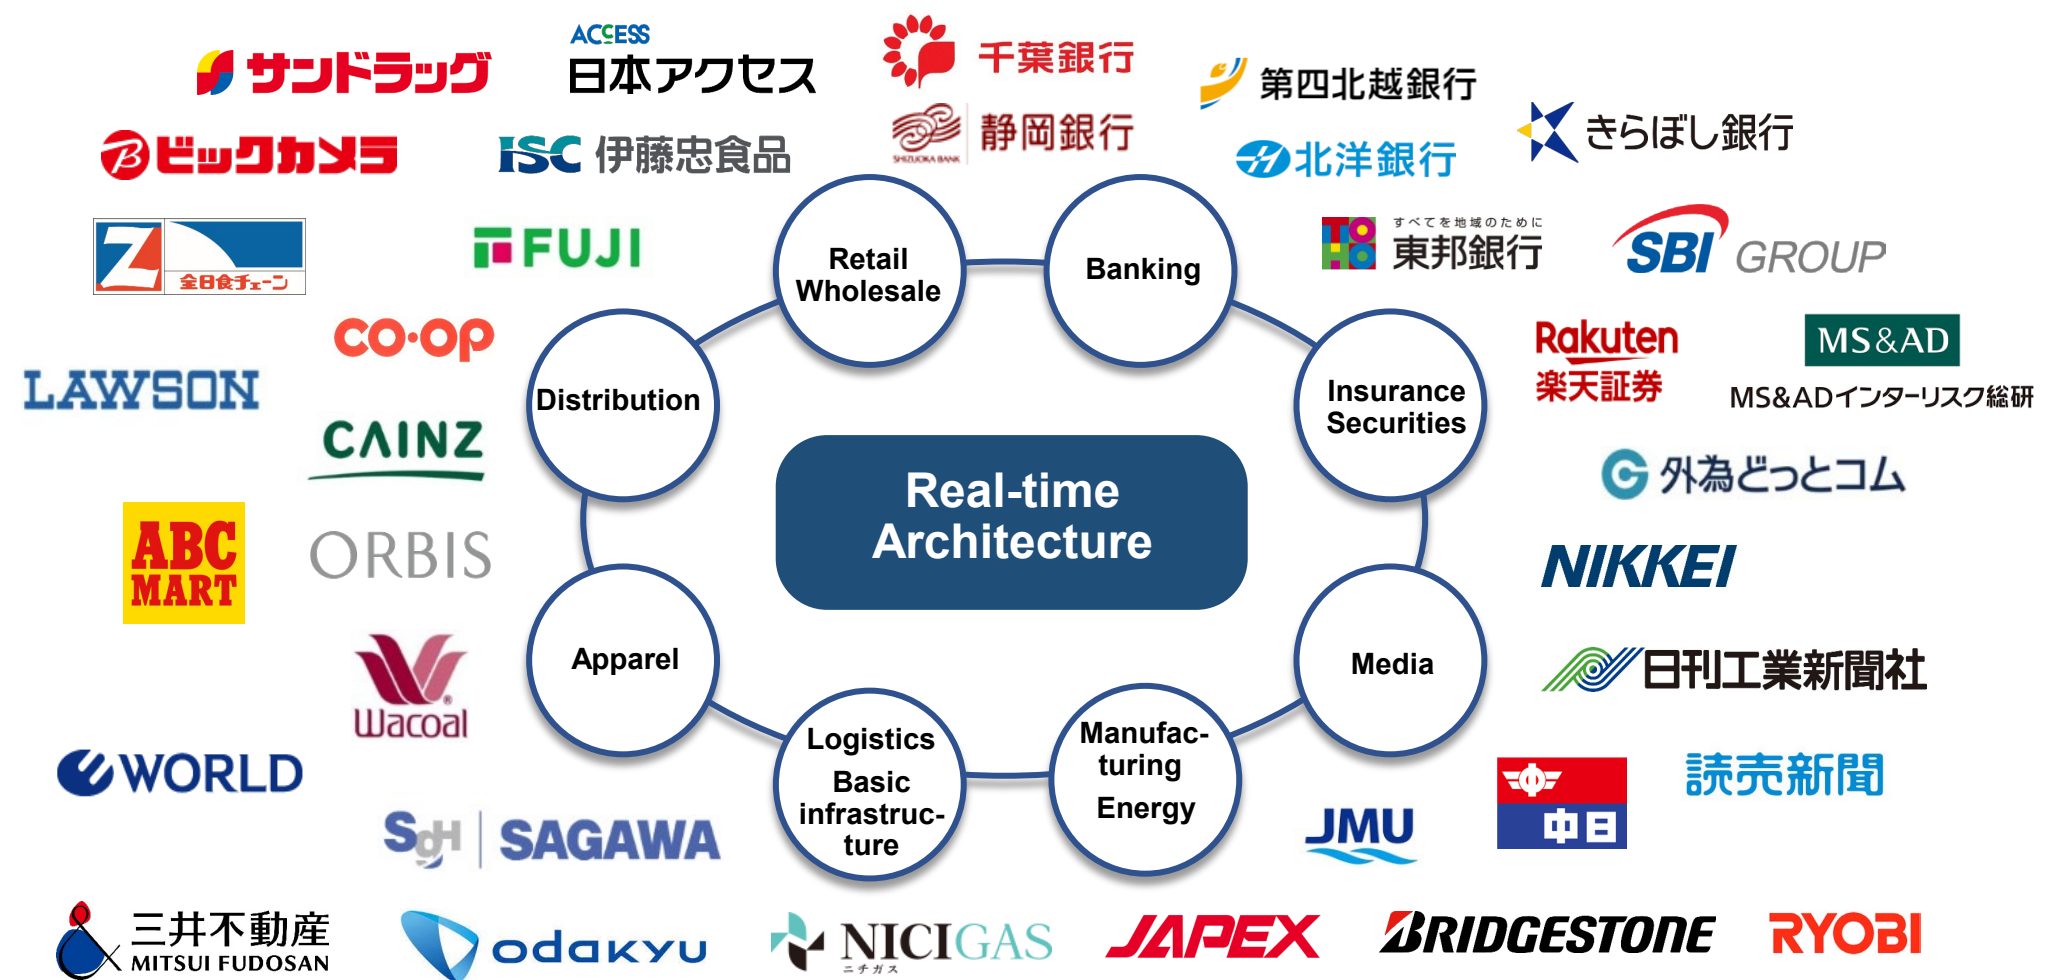 サンドラッグ
ACCESS
日本アクセス
千葉銀行
第四北越銀行
きらぼし銀行
ビックカメラ
ISC 伊藤忠食品
SHIZUOKA BANK
静岡銀行
北洋銀行
Z
全日食チェーン
FUJI
Retail
Wholesale
Banking
TOHO
すべてを地域のために
東邦銀行
SBI GROUP
co·op
LAWSON
CAINZ
Distribution
Insurance
Securities
Rakuten
楽天証券
MS&AD
MS&ADインターリスク総研
外為どっとコム
Real-time
Architecture
ABC
MART
ORBIS
NIKKEI
Apparel
Media
日刊工業新聞社
Wacoal
WORLD
Logistics
Basic
infrastruc-
ture
Manufac-
turing
Energy
JMU
中
中日
読売新聞
SGH | SAGAWA
三井不動産
MITSUI FUDOSAN
odakyu
NICIGAS
ニチガス
JAPEX
BRIDGESTONE
RYOBI